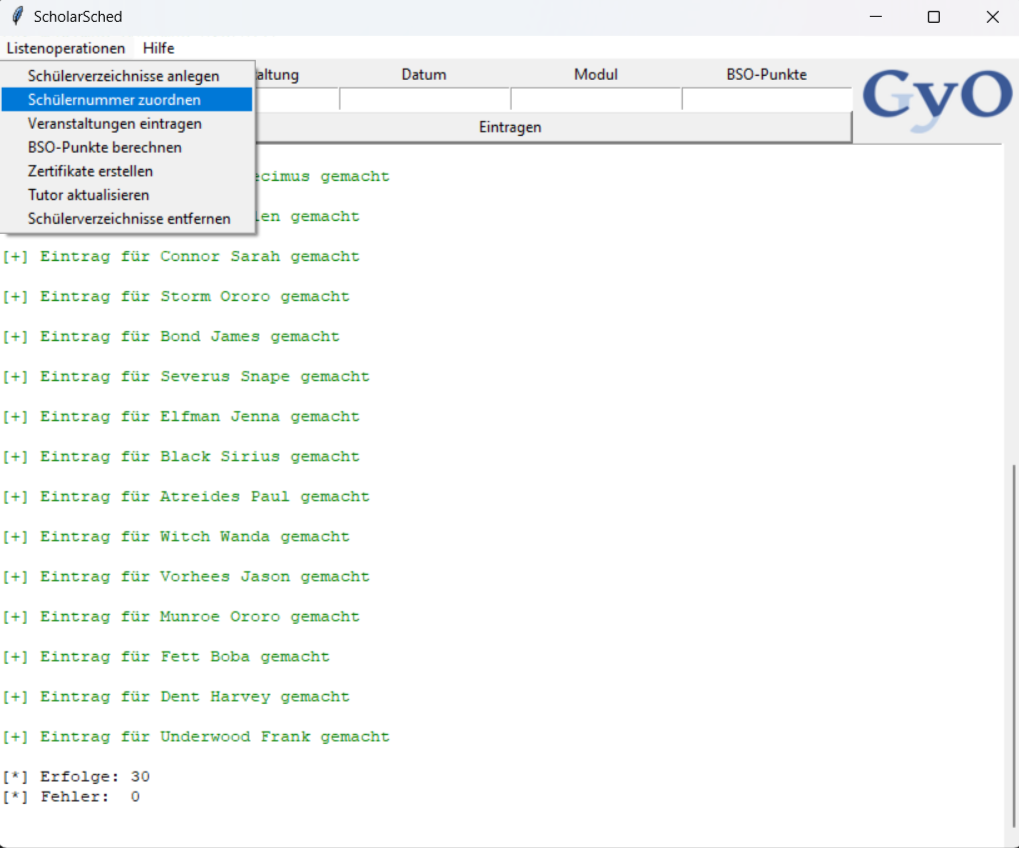 ScholarSched
Listenoperationen Hilfe
Schülerverzeichnisse anlegen
Schülernummer zuordnen
Veranstaltungen eintragen
BSO-Punkte berechnen
Zertifikate erstellen
Tutor aktualisieren
Schülerverzeichnisse entfernen
altung Datum Modul BSO-Punkte
GyO
Eintragen
ecimus gemacht
len gemacht
[+] Eintrag für Connor Sarah gemacht
[+] Eintrag für Storm Ororo gemacht
[+] Eintrag für Bond James gemacht
[+] Eintrag für Severus Snape gemacht
[+] Eintrag für Elfman Jenna gemacht
[+] Eintrag für Black Sirius gemacht
[+] Eintrag für Atreides Paul gemacht
[+] Eintrag für Witch Wanda gemacht
[+] Eintrag für Vorhees Jason gemacht
[+] Eintrag für Munroe Ororo gemacht
[+] Eintrag für Fett Boba gemacht
[+] Eintrag für Dent Harvey gemacht
[+] Eintrag für Underwood Frank gemacht
[*] Erfolge: 30
[*] Fehler: 0